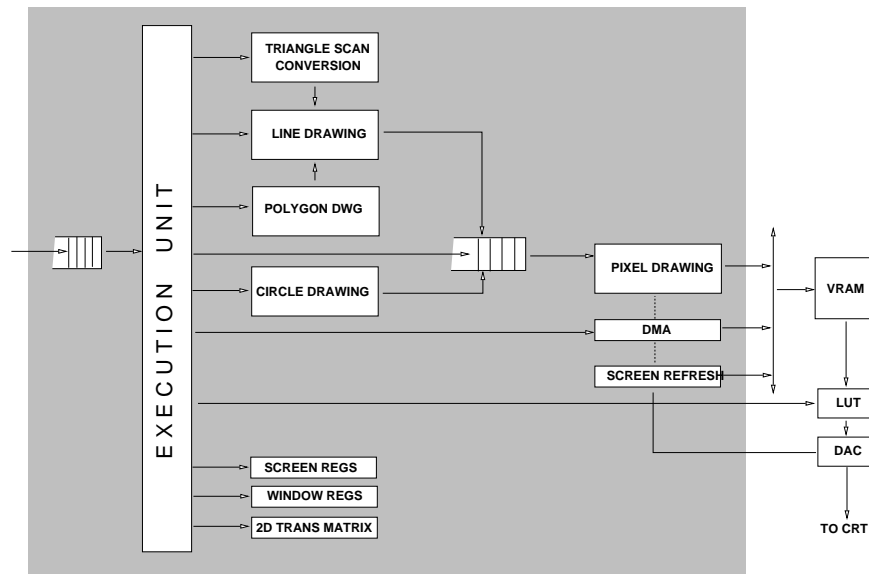 TRIANGLE SCAN
CONVERSION
LINE DRAWING
POLYGON DWG
EXECUTION UNIT
CIRCLE DRAWING
PIXEL DRAWING
VRAM
DMA
SCREEN REFRESH
LUT
DAC
SCREEN REGS
WINDOW REGS
2D TRANS MATRIX
TO CRT